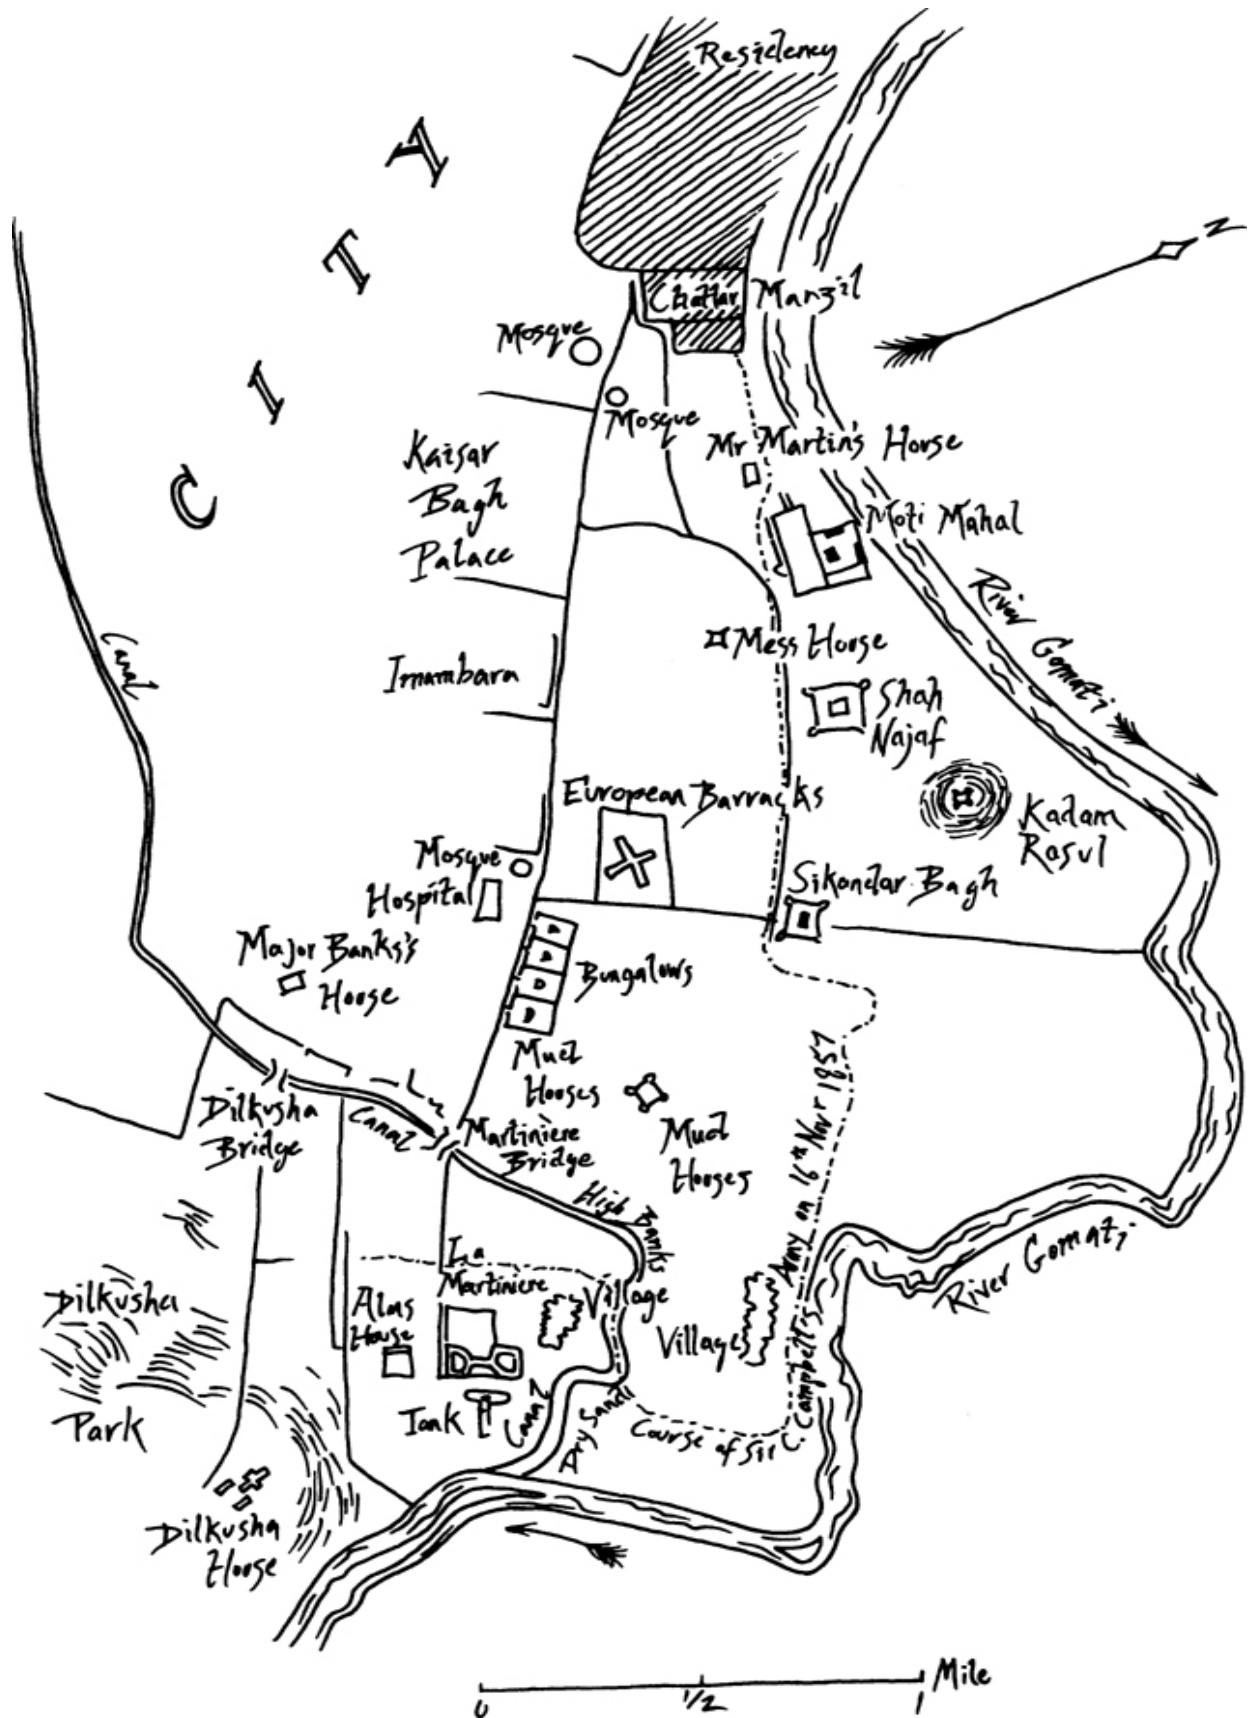 Residency
CITY
N
Chattar Manzil
Mosque
Mosque
Mr Martin's House
Kaisar
Bagh
Palace
Moti Mahal
River Gomati
Canal
Mess House
Imambara
Shah
Najaf
European Barracks
Kadam
Rasul
Mosque
Hospital
Sikandar Bagh
Major Banks's
House
Bungalows
Mud
Houses
Dilkusha
Bridge
Canal
Martinière
Bridge
Mud
Houses
High Banks
River Gomati
La
Martiniere
Dilkusha
Park
Alas
House
Village
Village
Tank
Canal
Dry Sand
Course of Sir C. Campbell's Army on 16th Novr 1857
Dilkusha
House
0 1/2 1 Mile